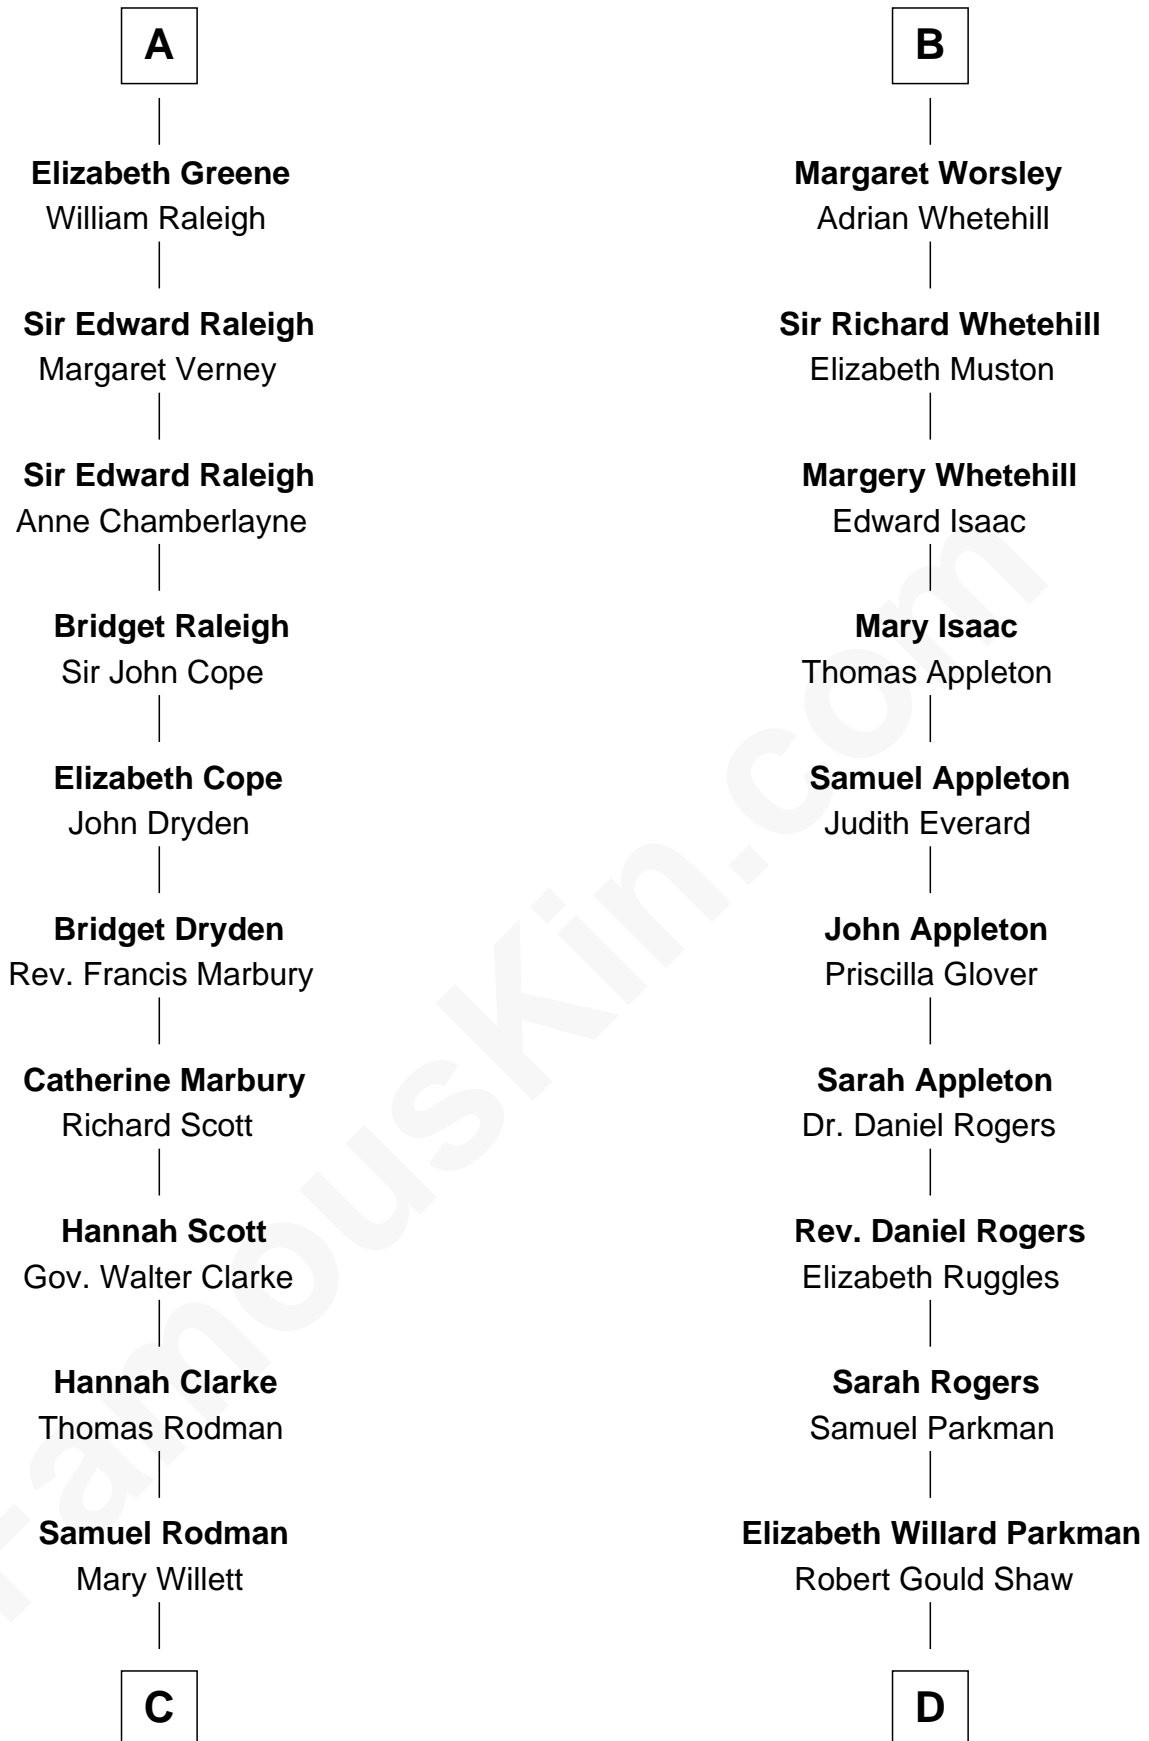 A
Elizabeth Greene
William Raleigh
Sir Edward Raleigh
Margaret Verney
Sir Edward Raleigh
Anne Chamberlayne
Bridget Raleigh
Sir John Cope
Elizabeth Cope
John Dryden
Bridget Dryden
Rev. Francis Marbury
Catherine Marbury
Richard Scott
Hannah Scott
Gov. Walter Clarke
Hannah Clarke
Thomas Rodman
Samuel Rodman
Mary Willett
C
B
Margaret Worsley
Adrian Whetehill
Sir Richard Whetehill
Elizabeth Muston
Margery Whetehill
Edward Isaac
Mary Isaac
Thomas Appleton
Samuel Appleton
Judith Everard
John Appleton
Priscilla Glover
Sarah Appleton
Dr. Daniel Rogers
Rev. Daniel Rogers
Elizabeth Ruggles
Sarah Rogers
Samuel Parkman
Elizabeth Willard Parkman
Robert Gould Shaw
D
FamousKin.com